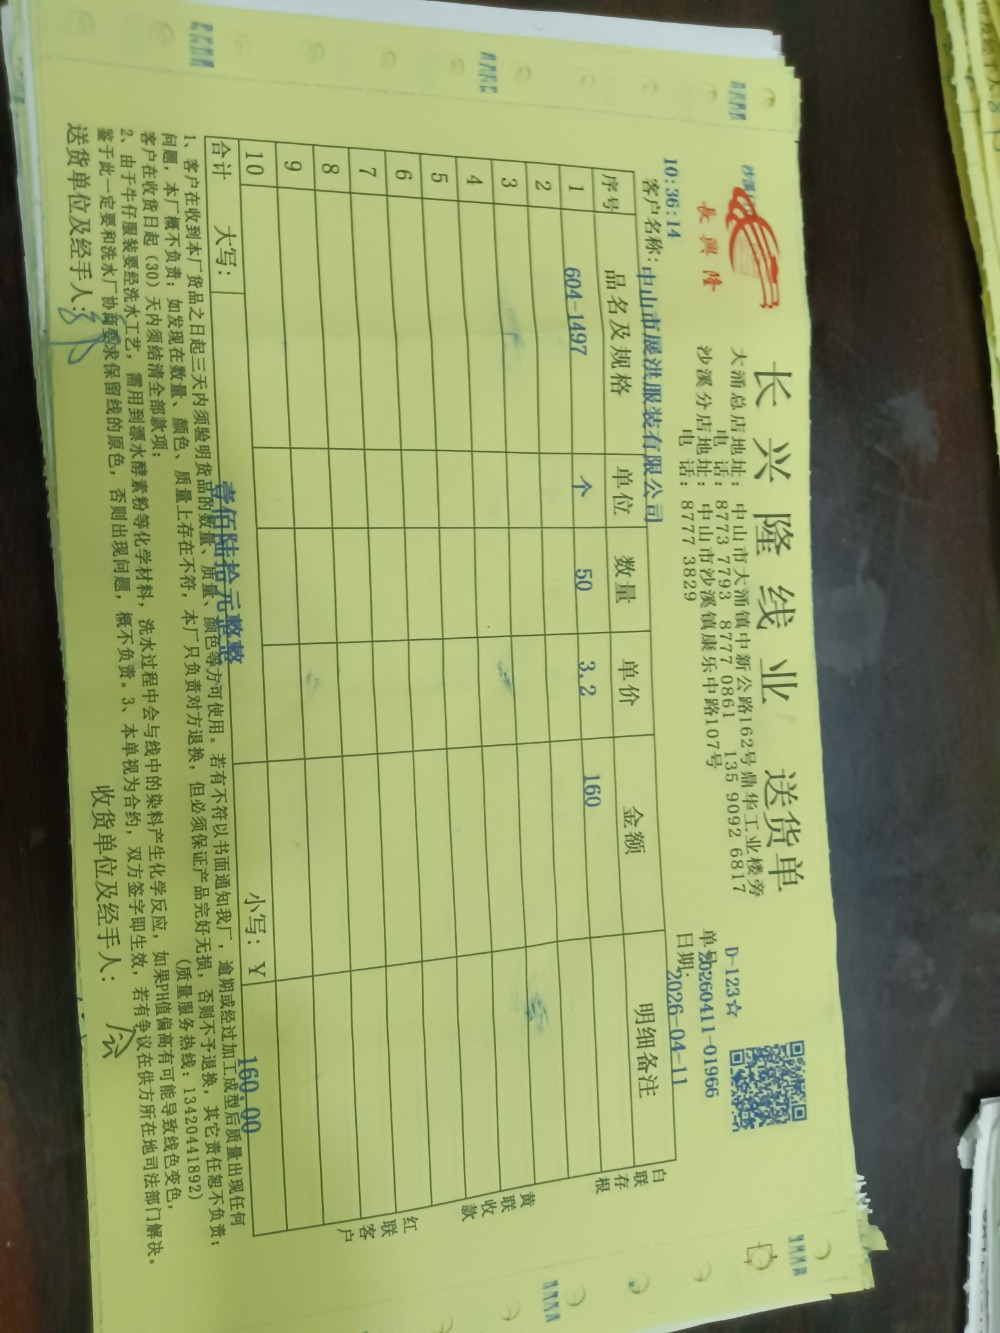 長興隆
长兴隆线业 送货单
大涌总店地址：中山市大涌镇中新公路162号鼎华工业楼旁
电话：8773 7793 8777 0861 135 9092 6817
沙溪分店地址：中山市沙溪镇康乐中路107号
电话：8777 3829
D-123☆
单号20260411-01966
日期：2026-04-11
10:36:14
客户名称：中山市展洪服装有限公司
序号 品名及规格 单位 数量 单价 金额 明细备注
1 604-1497 个 50 3.2 160
2
3
4
5
6
7
8
9
10
合计 大写：壹佰陆拾元整整 小写：¥ 160.00
白联存根
黄联收款
红联客户
1、客户在收到本厂货品之日起三天内须验明货品的数量、质量、颜色等方可使用。若有不符以书面通知我厂，逾期或经过加工成型后质量出现任何
问题，本厂概不负责；如发现在数量、颜色、质量上存在不符，本厂只负责对方退换，但必须保证产品完好无损，否则不予退换，其它责任恕不负责；
客户在收货日起（30）天内须结清全部款项； （质量服务热线：13420441892）
2、由于牛仔服装要经洗水工艺，需用到漂水酵素粉等化学材料，洗水过程中会与线中的染料产生化学反应，如果PH值偏高有可能导致线色变色，
鉴于此一定要和洗水厂协商要求保留线的原色，否则出现问题，概不负责。3、本单视为合约，双方签字即生效，若有争议在供方所在地司法部门解决。
送货单位及经手人： 收货单位及经手人：